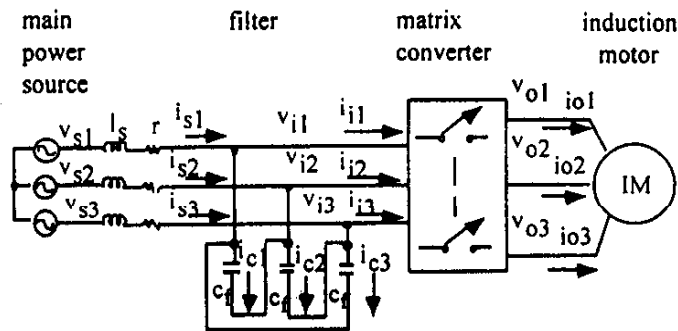 main power source
filter
matrix converter
induction motor
v_s1 l_s r i_s1 v_i1 i_i1 v_o1 i_o1
v_s2 i_s2 v_i2 i_i2 v_o2 i_o2 IM
v_s3 i_s3 v_i3 i_i3 v_o3 i_o3
i_c1 i_c2 i_c3
c_f c_f c_f